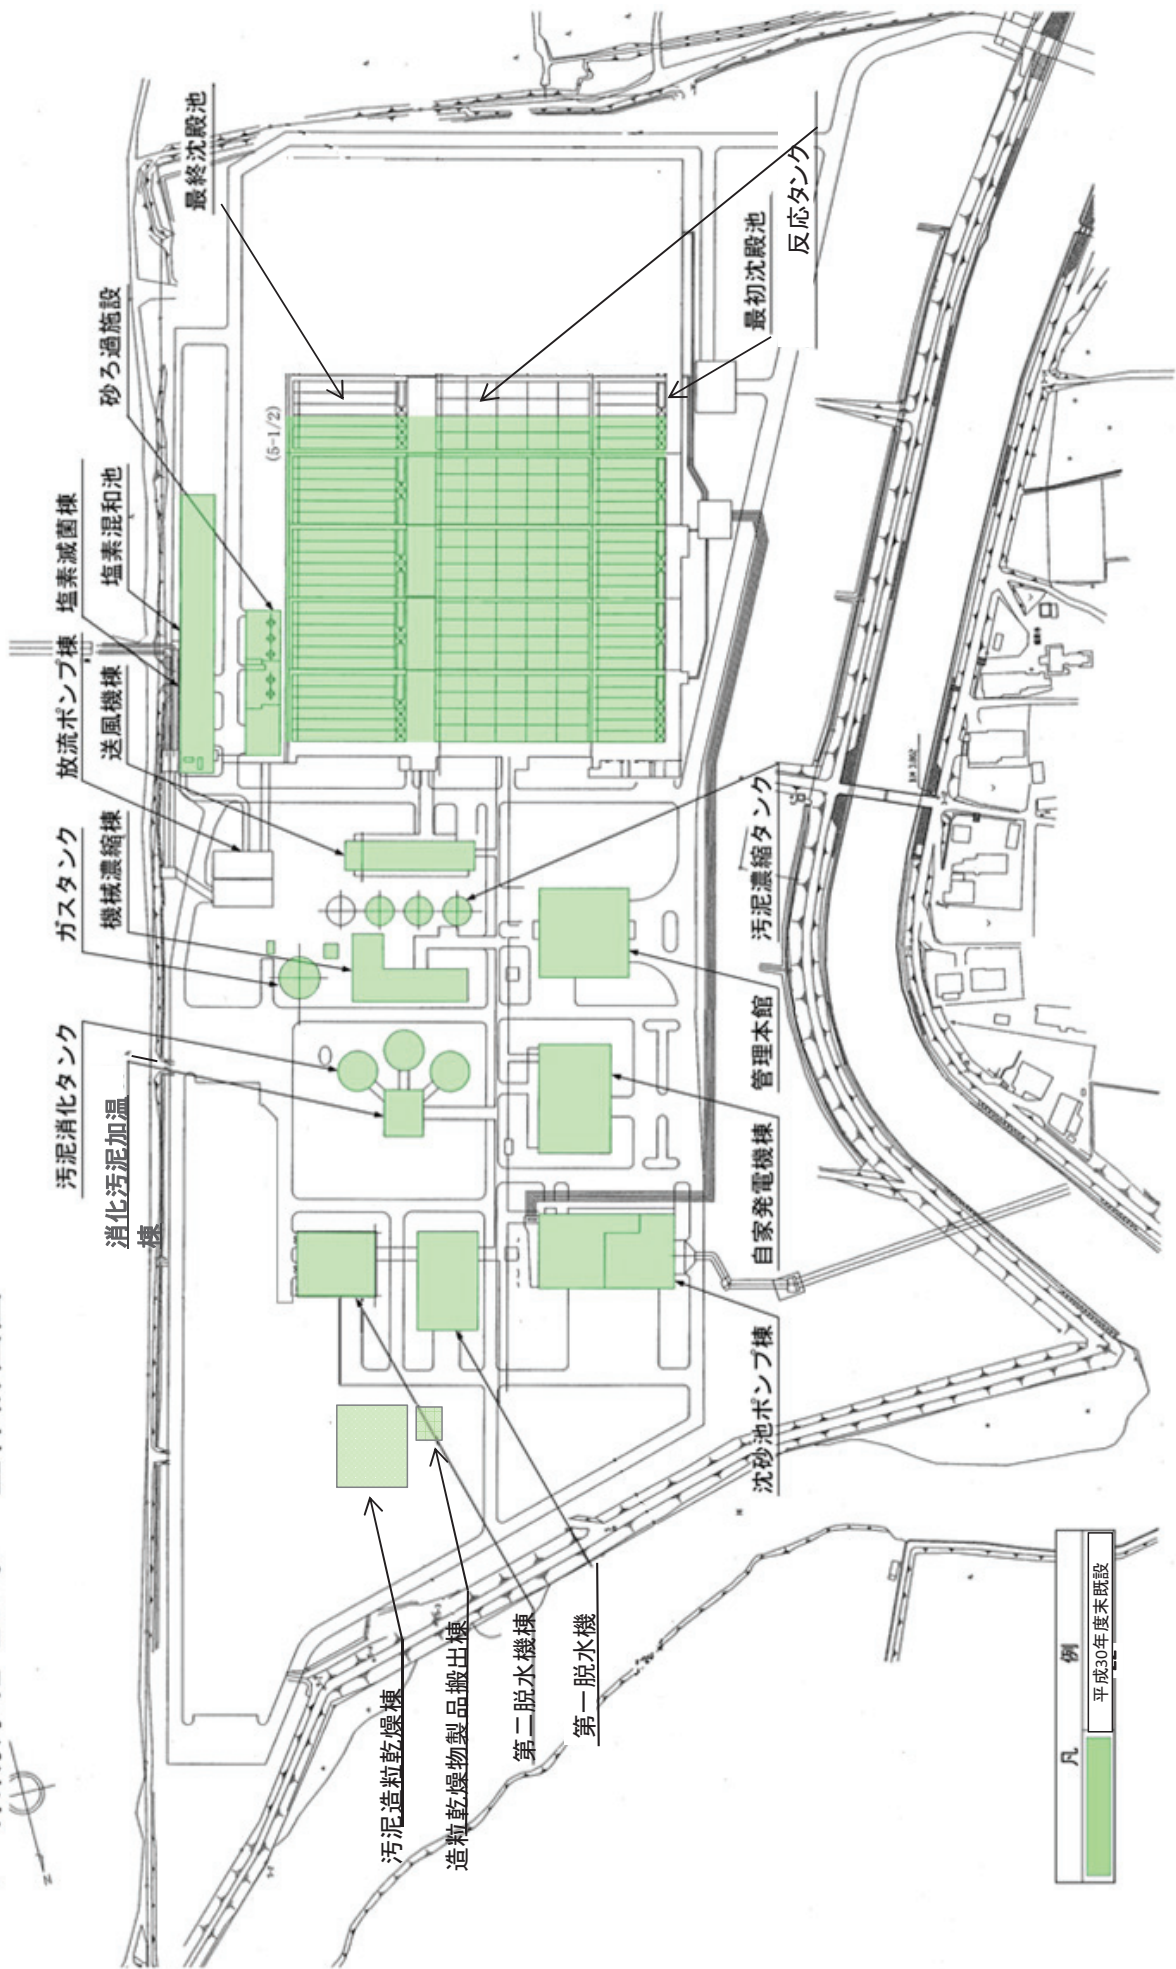 最終沈殿池
砂ろ過施設
塩素混和池
塩素滅菌棟
放流ポンプ棟
送風機棟
機械濃縮棟
ガスタンク
汚泥消化タンク
消化汚泥加温
棟
(5-1/2)
反応タンク
最初沈殿池
汚泥濃縮タンク
管理本館
自家発電機棟
沈砂池ポンプ棟
汚泥造粒乾燥棟
造粒乾燥物製品搬出棟
第二脱水機棟
第一脱水機
凡例
平成30年度末既設
N